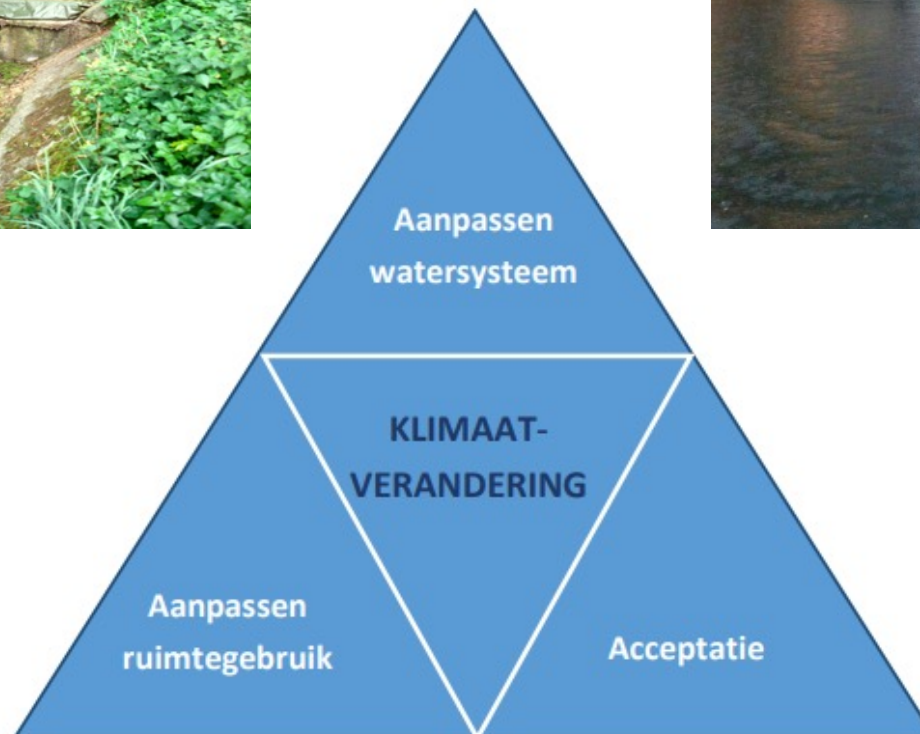 Aanpassen
watersysteem
KLIMAAT-
VERANDERING
Aanpassen
ruimtegebruik
Acceptatie